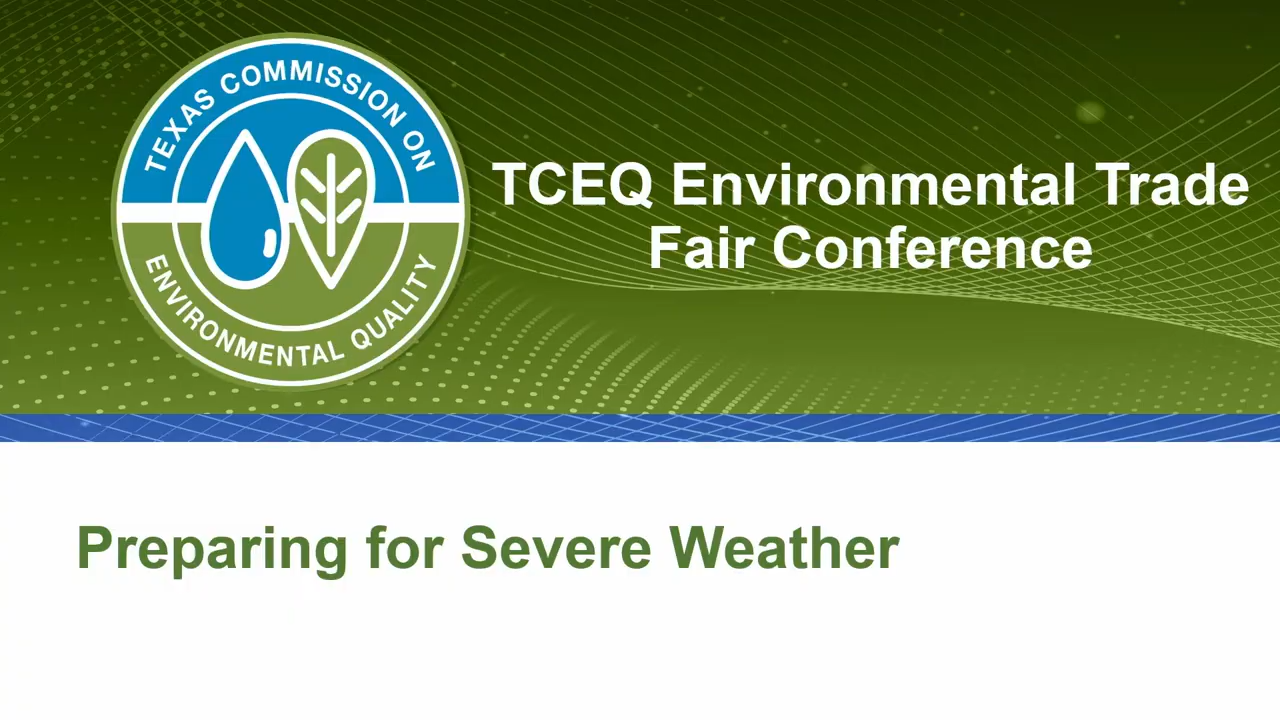 TEXAS COMMISSION ON
ENVIRONMENTAL QUALITY
TCEQ Environmental Trade
Fair Conference
Preparing for Severe Weather